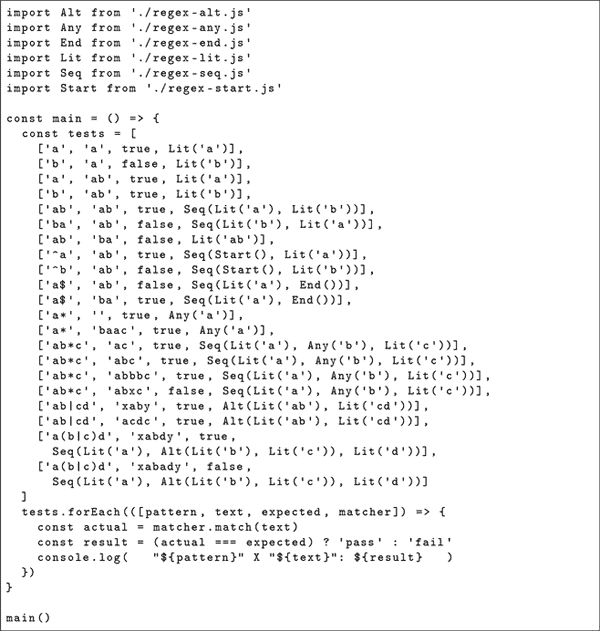 import Alt from './regex-alt.js'
import Any from './regex-any.js'
import End from './regex-end.js'
import Lit from './regex-lit.js'
import Seq from './regex-seq.js'
import Start from './regex-start.js'

const main = () => {
  const tests = [
    ['a', 'a', true, Lit('a')],
    ['b', 'a', false, Lit('b')],
    ['a', 'ab', true, Lit('a')],
    ['b', 'ab', true, Lit('b')],
    ['ab', 'ab', true, Seq(Lit('a'), Lit('b'))],
    ['ba', 'ab', false, Seq(Lit('b'), Lit('a'))],
    ['ab', 'ba', false, Lit('ab')],
    ['^a', 'ab', true, Seq(Start(), Lit('a'))],
    ['^b', 'ab', false, Seq(Start(), Lit('b'))],
    ['a$', 'ab', false, Seq(Lit('a'), End())],
    ['a$', 'ba', true, Seq(Lit('a'), End())],
    ['a*', '', true, Any('a')],
    ['a*', 'baac', true, Any('a')],
    ['ab*c', 'ac', true, Seq(Lit('a'), Any('b'), Lit('c'))],
    ['ab*c', 'abc', true, Seq(Lit('a'), Any('b'), Lit('c'))],
    ['ab*c', 'abbbc', true, Seq(Lit('a'), Any('b'), Lit('c'))],
    ['ab*c', 'abxc', false, Seq(Lit('a'), Any('b'), Lit('c'))],
    ['ab|cd', 'xaby', true, Alt(Lit('ab'), Lit('cd'))],
    ['ab|cd', 'acdc', true, Alt(Lit('ab'), Lit('cd'))],
    ['a(b|c)d', 'xabdy', true,
      Seq(Lit('a'), Alt(Lit('b'), Lit('c')), Lit('d'))],
    ['a(b|c)d', 'xabady', false,
      Seq(Lit('a'), Alt(Lit('b'), Lit('c')), Lit('d'))]
  ]
  tests.forEach(([pattern, text, expected, matcher]) => {
    const actual = matcher.match(text)
    const result = (actual === expected) ? 'pass' : 'fail'
    console.log(   "${pattern}" X "${text}": ${result}   )
  })
}

main()